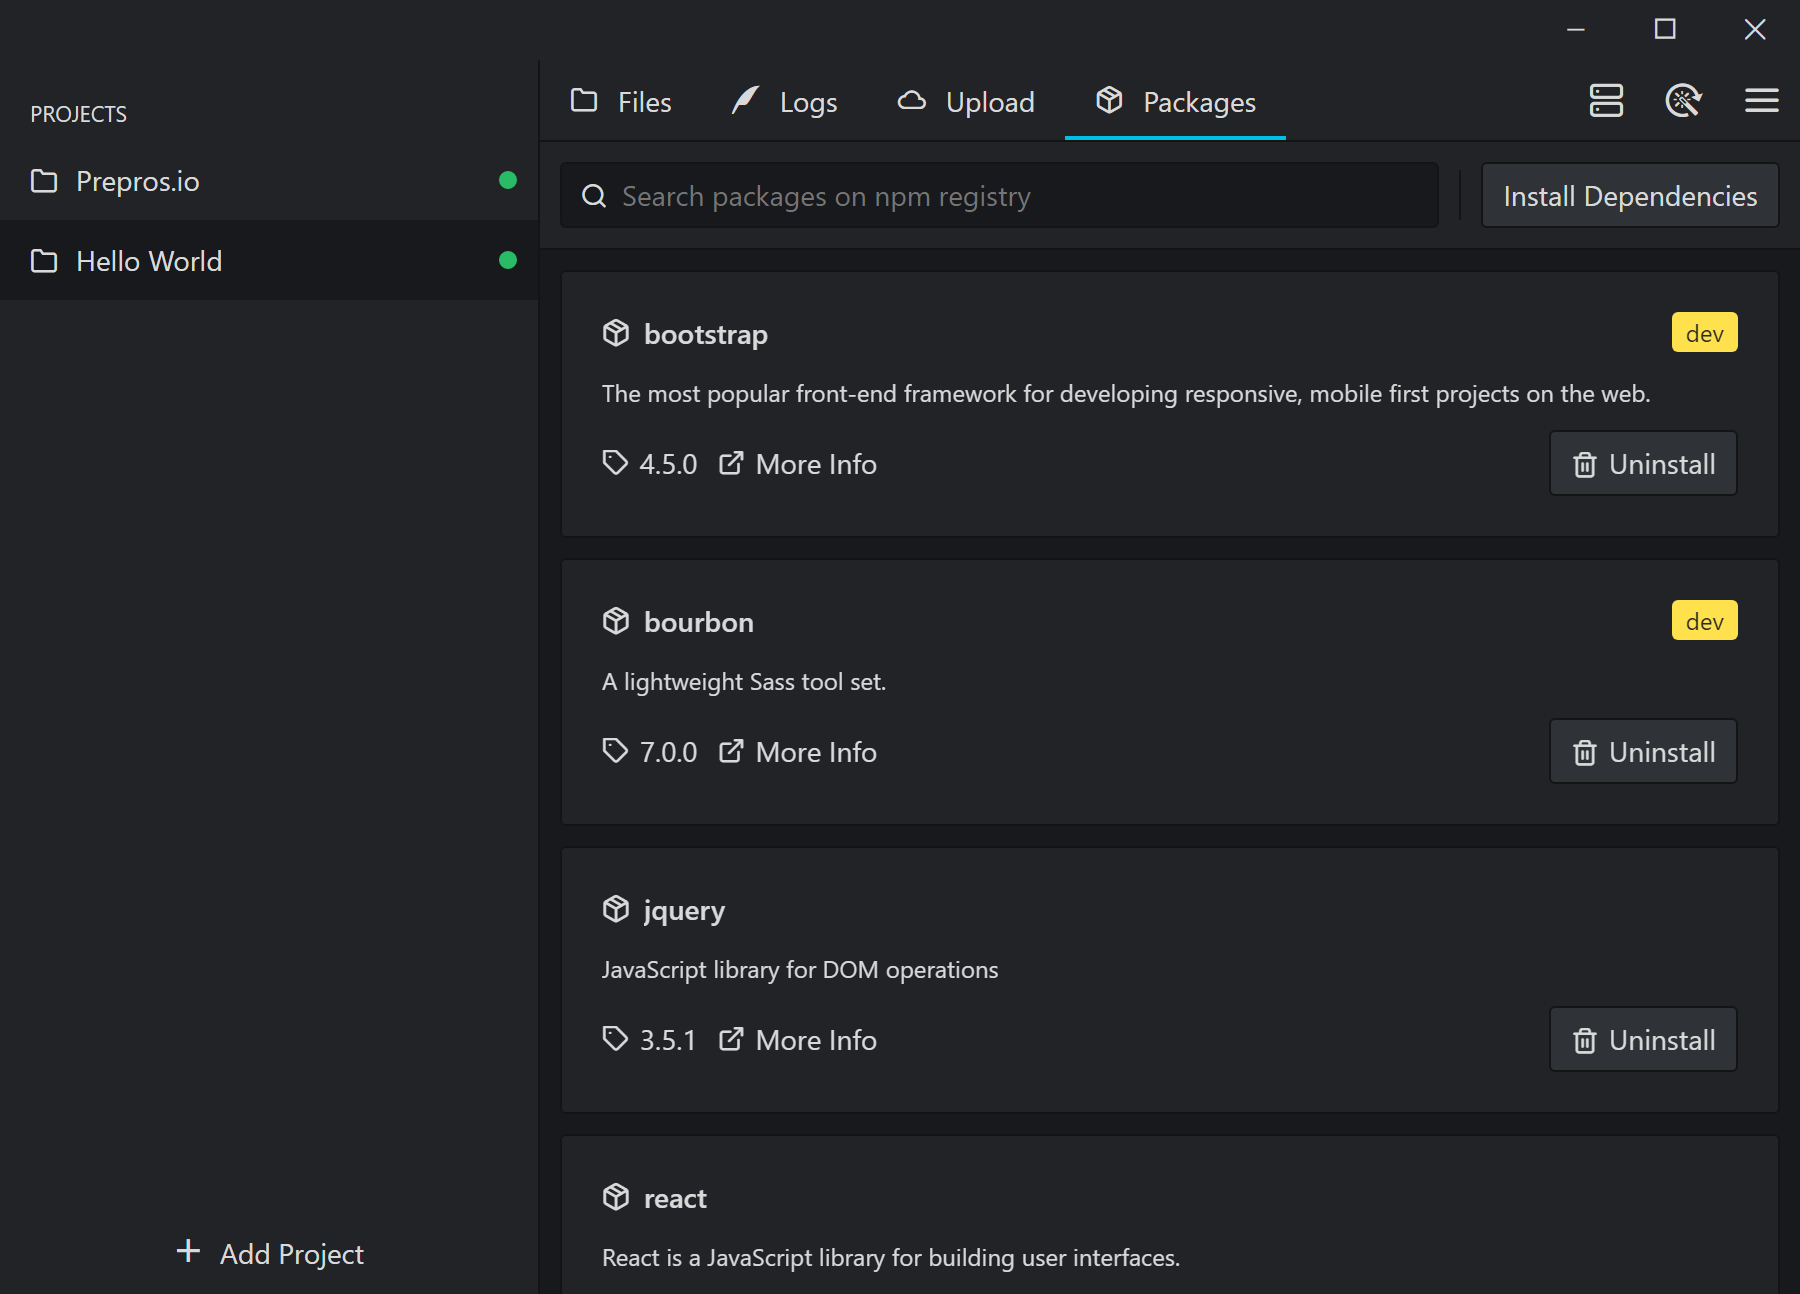 PROJECTS
Prepros.io
Hello World
Add Project
Files Logs Upload Packages
Search packages on npm registry Install Dependencies
bootstrap dev
The most popular front-end framework for developing responsive, mobile first projects on the web.
4.5.0 More Info Uninstall
bourbon dev
A lightweight Sass tool set.
7.0.0 More Info Uninstall
jquery
JavaScript library for DOM operations
3.5.1 More Info Uninstall
react
React is a JavaScript library for building user interfaces.